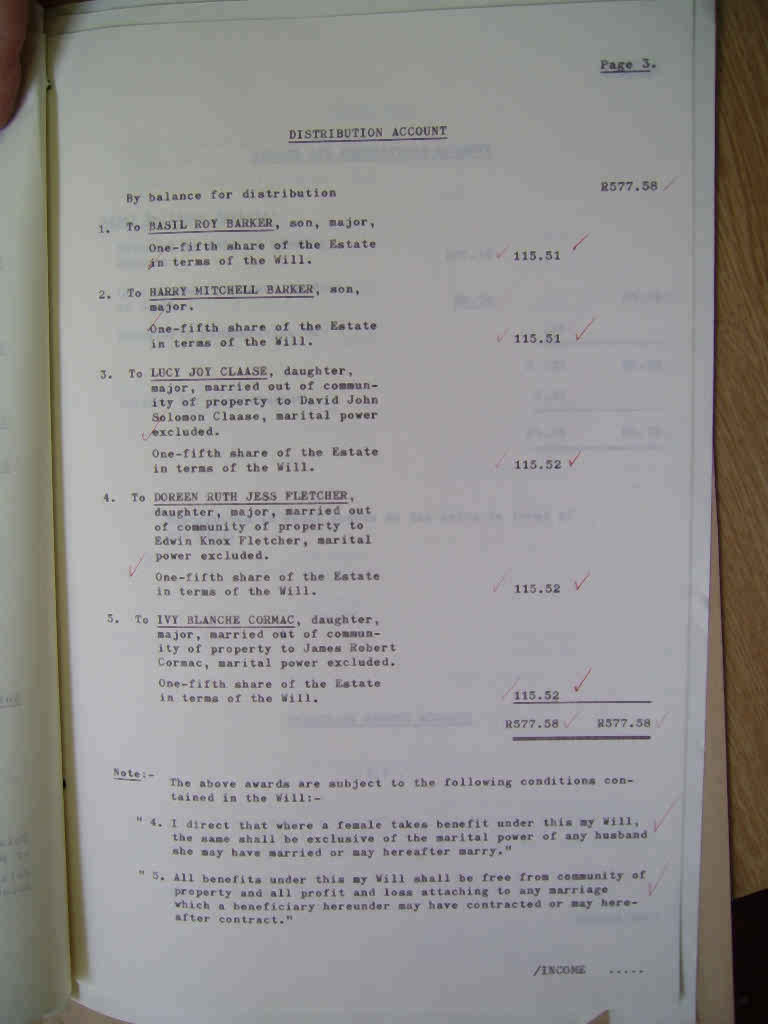 Page 3.
DISTRIBUTION ACCOUNT
By balance for distribution R577.58
1. To BASIL ROY BARKER, son, major,
One-fifth share of the Estate
in terms of the Will. 115.51
2. To HARRY MITCHELL BARKER, son,
major.
One-fifth share of the Estate
in terms of the Will. 115.51
3. To LUCY JOY CLAASE, daughter,
major, married out of commun-
ity of property to David John
Solomon Claase, marital power
excluded.
One-fifth share of the Estate
in terms of the Will. 115.52
4. To DOREEN RUTH JESS FLETCHER,
daughter, major, married out
of community of property to
Edwin Knox Fletcher, marital
power excluded.
One-fifth share of the Estate
in terms of the Will. 115.52
5. To IVY BLANCHE CORMAC, daughter,
major, married out of commun-
ity of property to James Robert
Cormac, marital power excluded.
One-fifth share of the Estate
in terms of the Will. 115.52
R577.58 R577.58
Note:-
The above awards are subject to the following conditions con-
tained in the Will:-
" 4. I direct that where a female takes benefit under this my Will,
the same shall be exclusive of the marital power of any husband
she may have married or may hereafter marry."
" 5. All benefits under this my Will shall be free from community of
property and all profit and loss attaching to any marriage
which a beneficiary hereunder may have contracted or may here-
after contract."
/INCOME .....